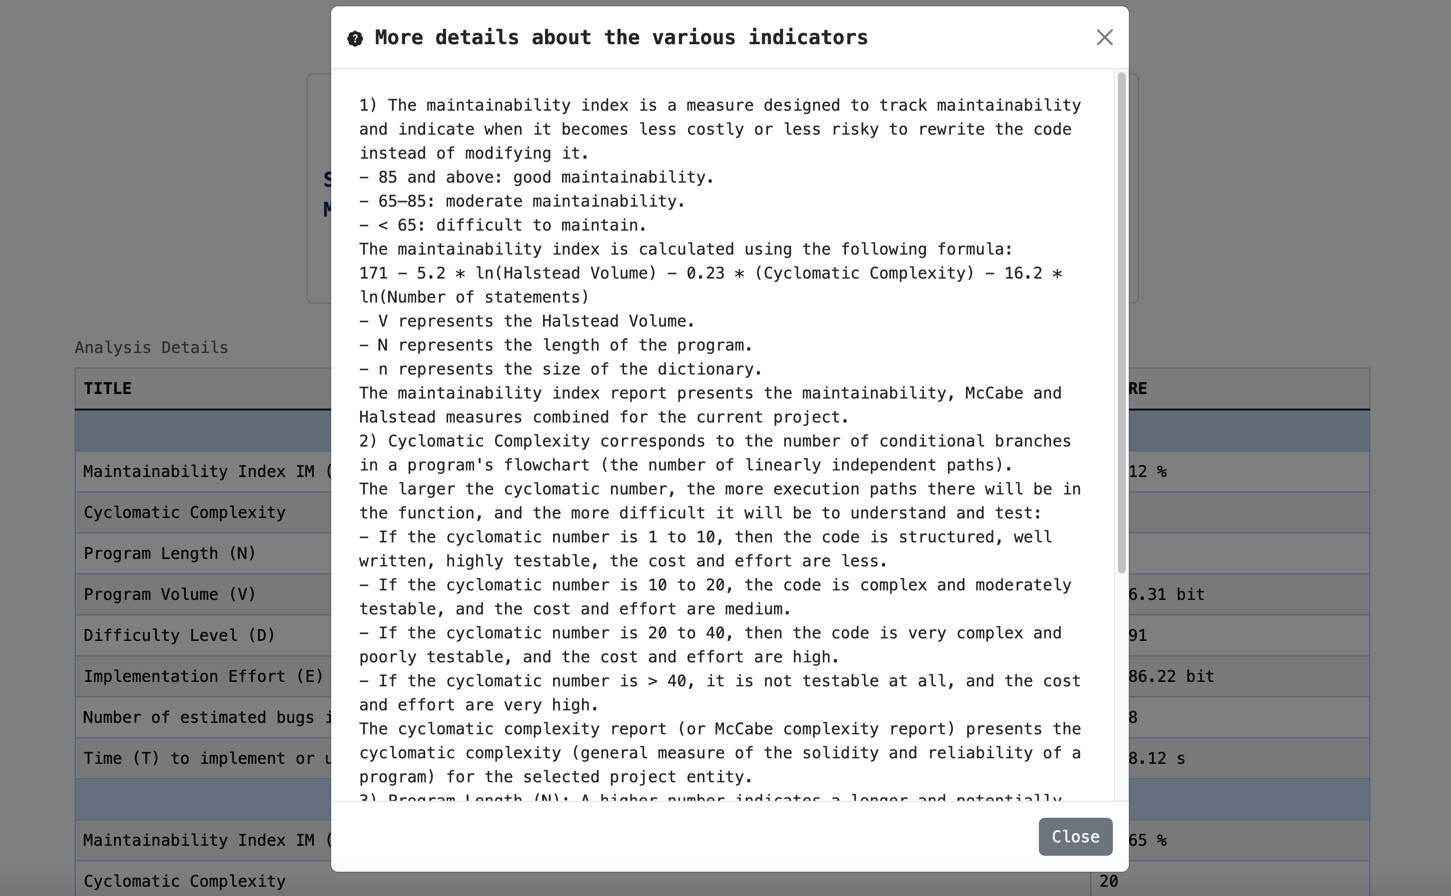 More details about the various indicators
1) The maintainability index is a measure designed to track maintainability
and indicate when it becomes less costly or less risky to rewrite the code
instead of modifying it.
– 85 and above: good maintainability.
– 65–85: moderate maintainability.
– < 65: difficult to maintain.
The maintainability index is calculated using the following formula:
171 – 5.2 * ln(Halstead Volume) – 0.23 * (Cyclomatic Complexity) – 16.2 *
ln(Number of statements)
– V represents the Halstead Volume.
– N represents the length of the program.
– n represents the size of the dictionary.
The maintainability index report presents the maintainability, McCabe and
Halstead measures combined for the current project.
2) Cyclomatic Complexity corresponds to the number of conditional branches
in a program's flowchart (the number of linearly independent paths).
The larger the cyclomatic number, the more execution paths there will be in
the function, and the more difficult it will be to understand and test:
– If the cyclomatic number is 1 to 10, then the code is structured, well
written, highly testable, the cost and effort are less.
– If the cyclomatic number is 10 to 20, the code is complex and moderately
testable, and the cost and effort are medium.
– If the cyclomatic number is 20 to 40, then the code is very complex and
poorly testable, and the cost and effort are high.
– If the cyclomatic number is > 40, it is not testable at all, and the cost
and effort are very high.
The cyclomatic complexity report (or McCabe complexity report) presents the
cyclomatic complexity (general measure of the solidity and reliability of a
program) for the selected project entity.
3) Program Length (N): A higher number indicates a longer and potentially
Close
Analysis Details
TITLE RE
Maintainability Index IM ( 12 %
Cyclomatic Complexity
Program Length (N)
Program Volume (V) 6.31 bit
Difficulty Level (D) 91
Implementation Effort (E) 86.22 bit
Number of estimated bugs i 8
Time (T) to implement or u 8.12 s
Maintainability Index IM ( 65 %
Cyclomatic Complexity 20